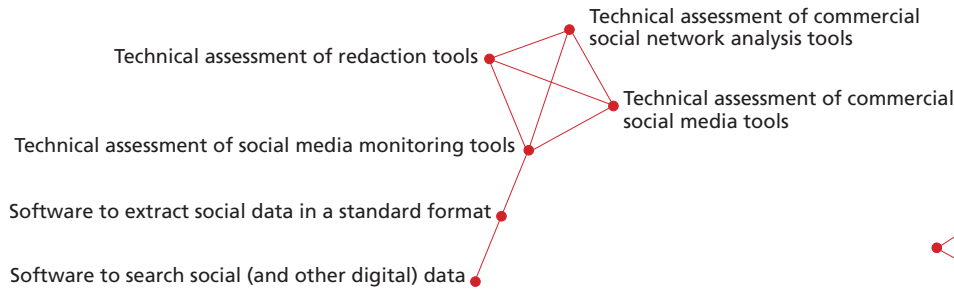 Technical assessment of commercial
social network analysis tools
Technical assessment of redaction tools
Technical assessment of commercial
social media tools
Technical assessment of social media monitoring tools
Software to extract social data in a standard format
Software to search social (and other digital) data